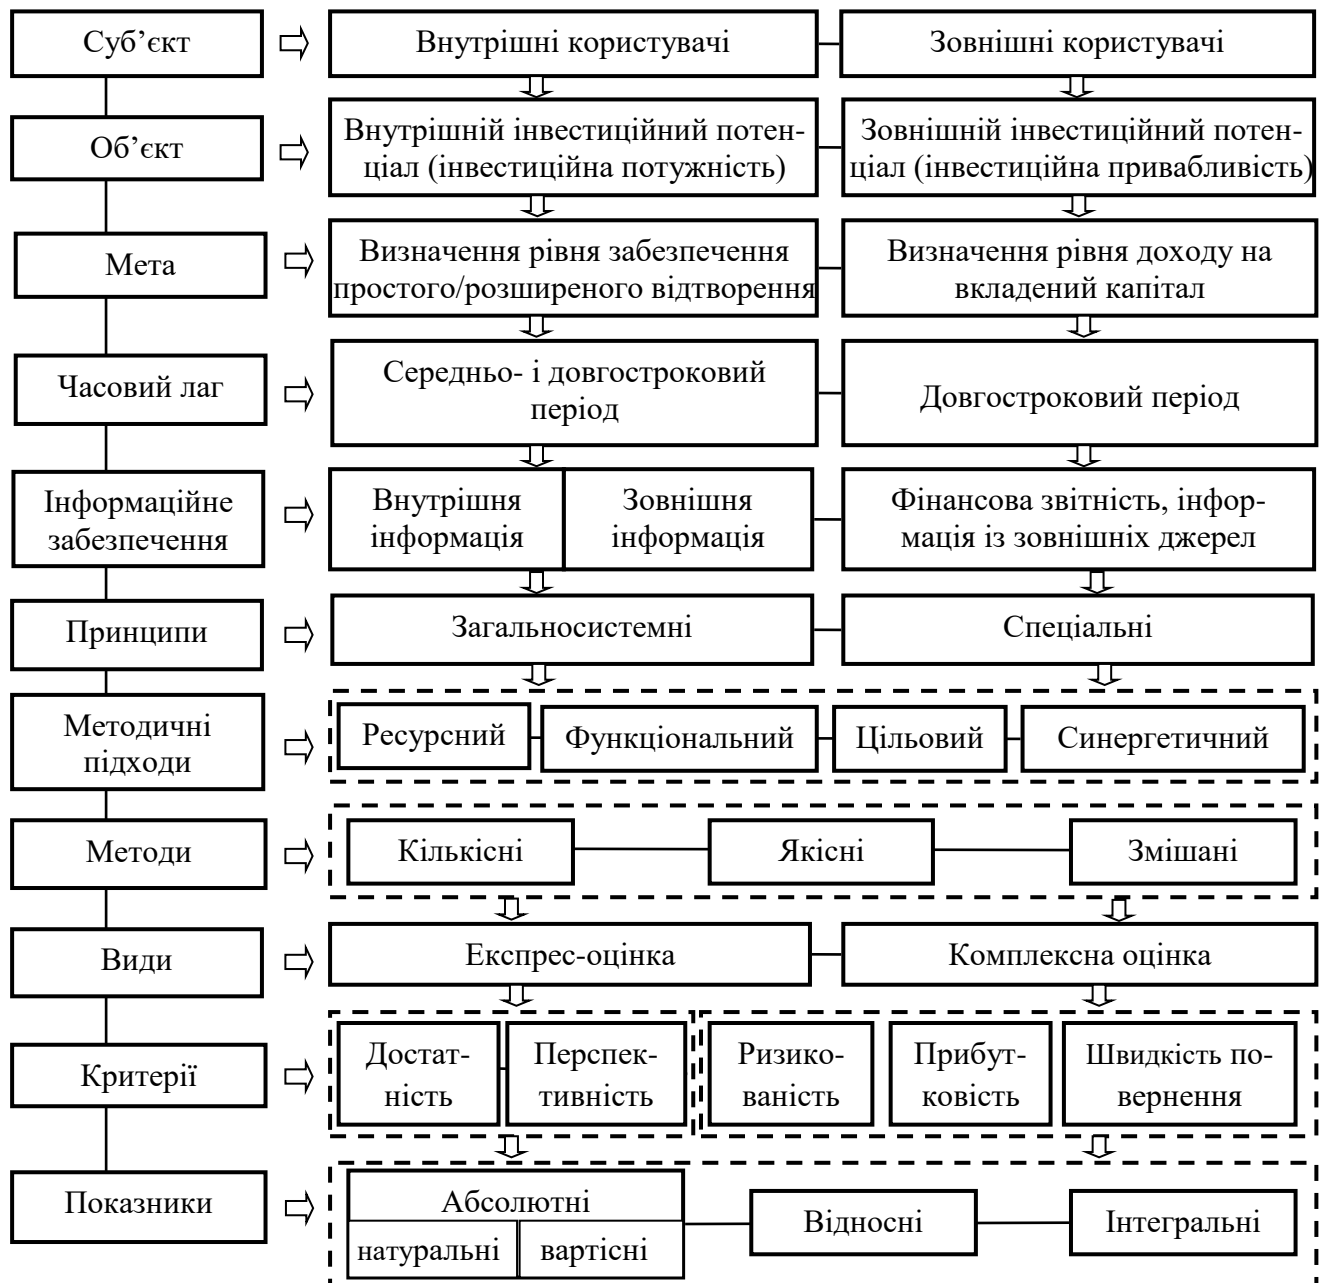 Суб’єкт
Внутрішні користувачі
Зовнішні користувачі
Об’єкт
Внутрішній інвестиційний потен-
ціал (інвестиційна потужність)
Зовнішній інвестиційний потен-
ціал (інвестиційна привабливість)
Мета
Визначення рівня забезпечення
простого/розширеного відтворення
Визначення рівня доходу на
вкладений капітал
Часовий лаг
Середньо- і довгостроковий
період
Довгостроковий період
Інформаційне
забезпечення
Внутрішня
інформація
Зовнішня
інформація
Фінансова звітність, інфор-
мація із зовнішніх джерел
Принципи
Загальносистемні
Спеціальні
Методичні
підходи
Ресурсний
Функціональний
Цільовий
Синергетичний
Методи
Кількісні
Якісні
Змішані
Види
Експрес-оцінка
Комплексна оцінка
Критерії
Достат-
ність
Перспек-
тивність
Ризико-
ваність
Прибут-
ковість
Швидкість по-
вернення
Показники
Абсолютні
натуральні
вартісні
Відносні
Інтегральні